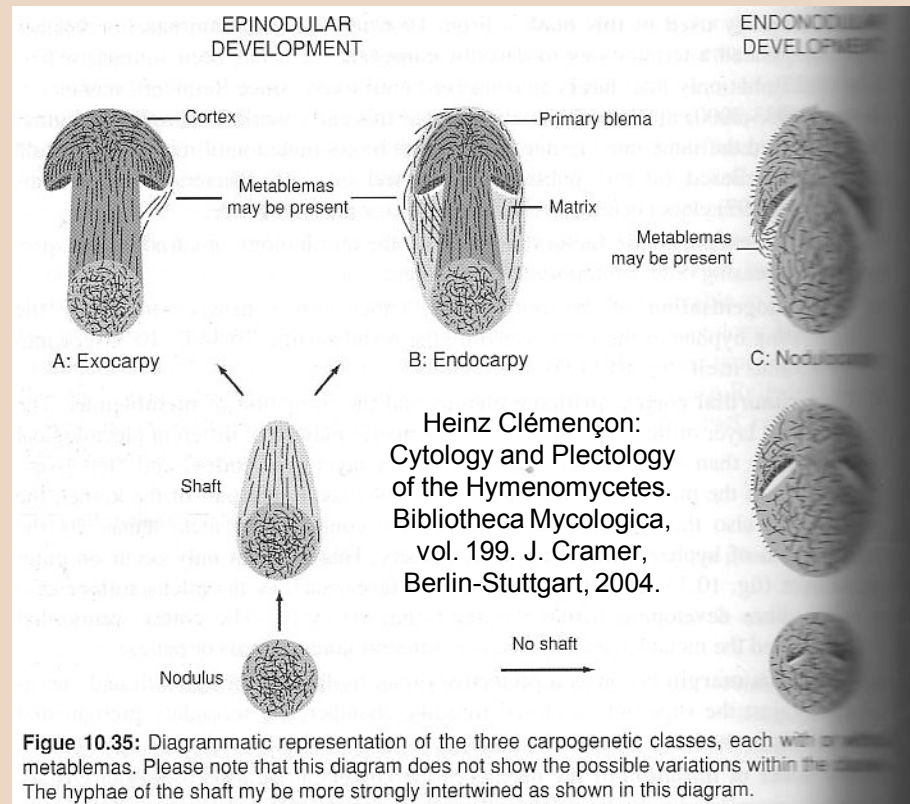 EPINODULAR
DEVELOPMENT
ENDONODULAR
DEVELOPMENT
Cortex
Primary blema
Metablemas
may be present
Matrix
Metablemas
may be present
A: Exocarpy
B: Endocarpy
C:
Shaft
Heinz Clémençon:
Cytology and Plectology
of the Hymenomycetes.
Bibliotheca Mycologica,
vol. 199. J. Cramer,
Berlin-Stuttgart, 2004.
No shaft
Nodulus
Figure 10.35: Diagrammatic representation of the three carpogenetic classes, each with
metablemas. Please note that this diagram does not show the possible variations within the
The hyphae of the shaft my be more strongly intertwined as shown in this diagram.